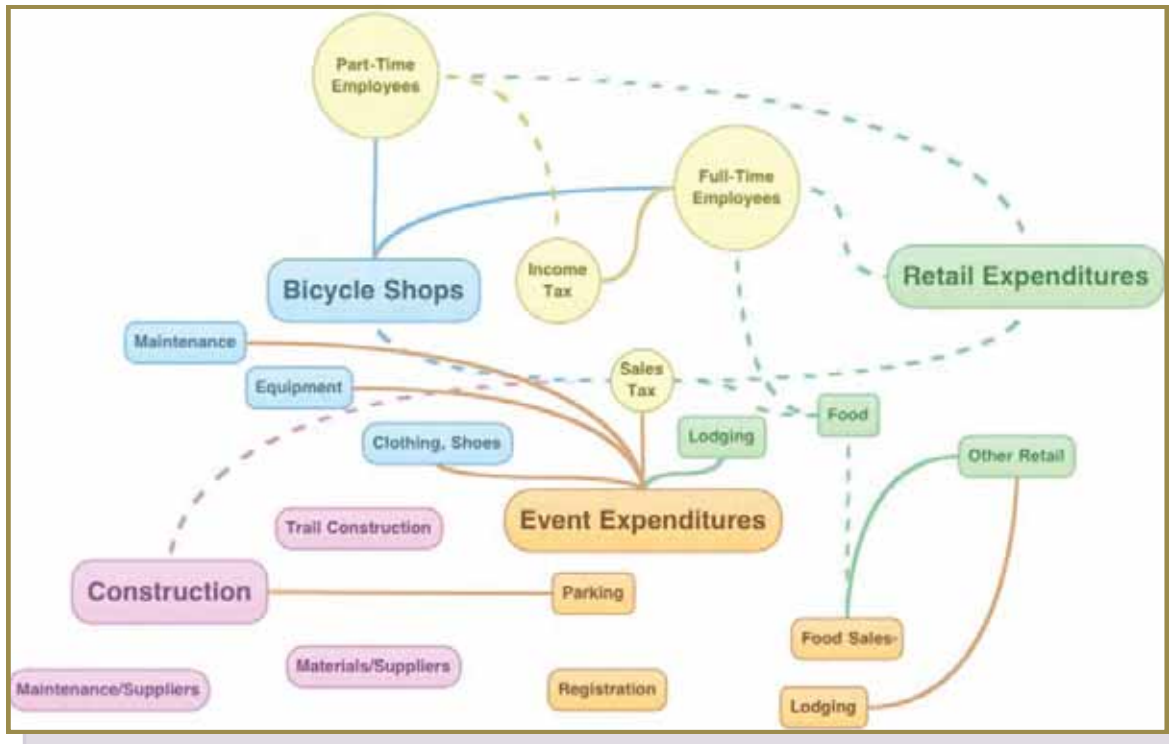 Part-Time
Employees
Full-Time
Employees
Income
Tax
Bicycle Shops
Retail Expenditures
Maintenance
Equipment
Sales
Tax
Clothing, Shoes
Lodging
Food
Other Retail
Event Expenditures
Trail Construction
Construction
Parking
Food Sales-
Materials/Suppliers
Maintenance/Suppliers
Registration
Lodging